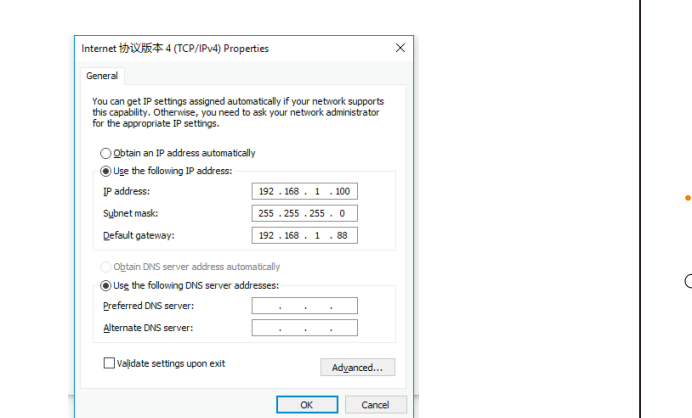 Internet 协议版本 4 (TCP/IPv4) Properties
General
You can get IP settings assigned automatically if your network supports
this capability. Otherwise, you need to ask your network administrator
for the appropriate IP settings.
Obtain an IP address automatically
Use the following IP address:
IP address: 192 . 168 . 1 . 100
Subnet mask: 255 . 255 . 255 . 0
Default gateway: 192 . 168 . 1 . 88
Obtain DNS server address automatically
Use the following DNS server addresses:
Preferred DNS server: . . .
Alternate DNS server: . . .
Validate settings upon exit
Advanced...
OK Cancel